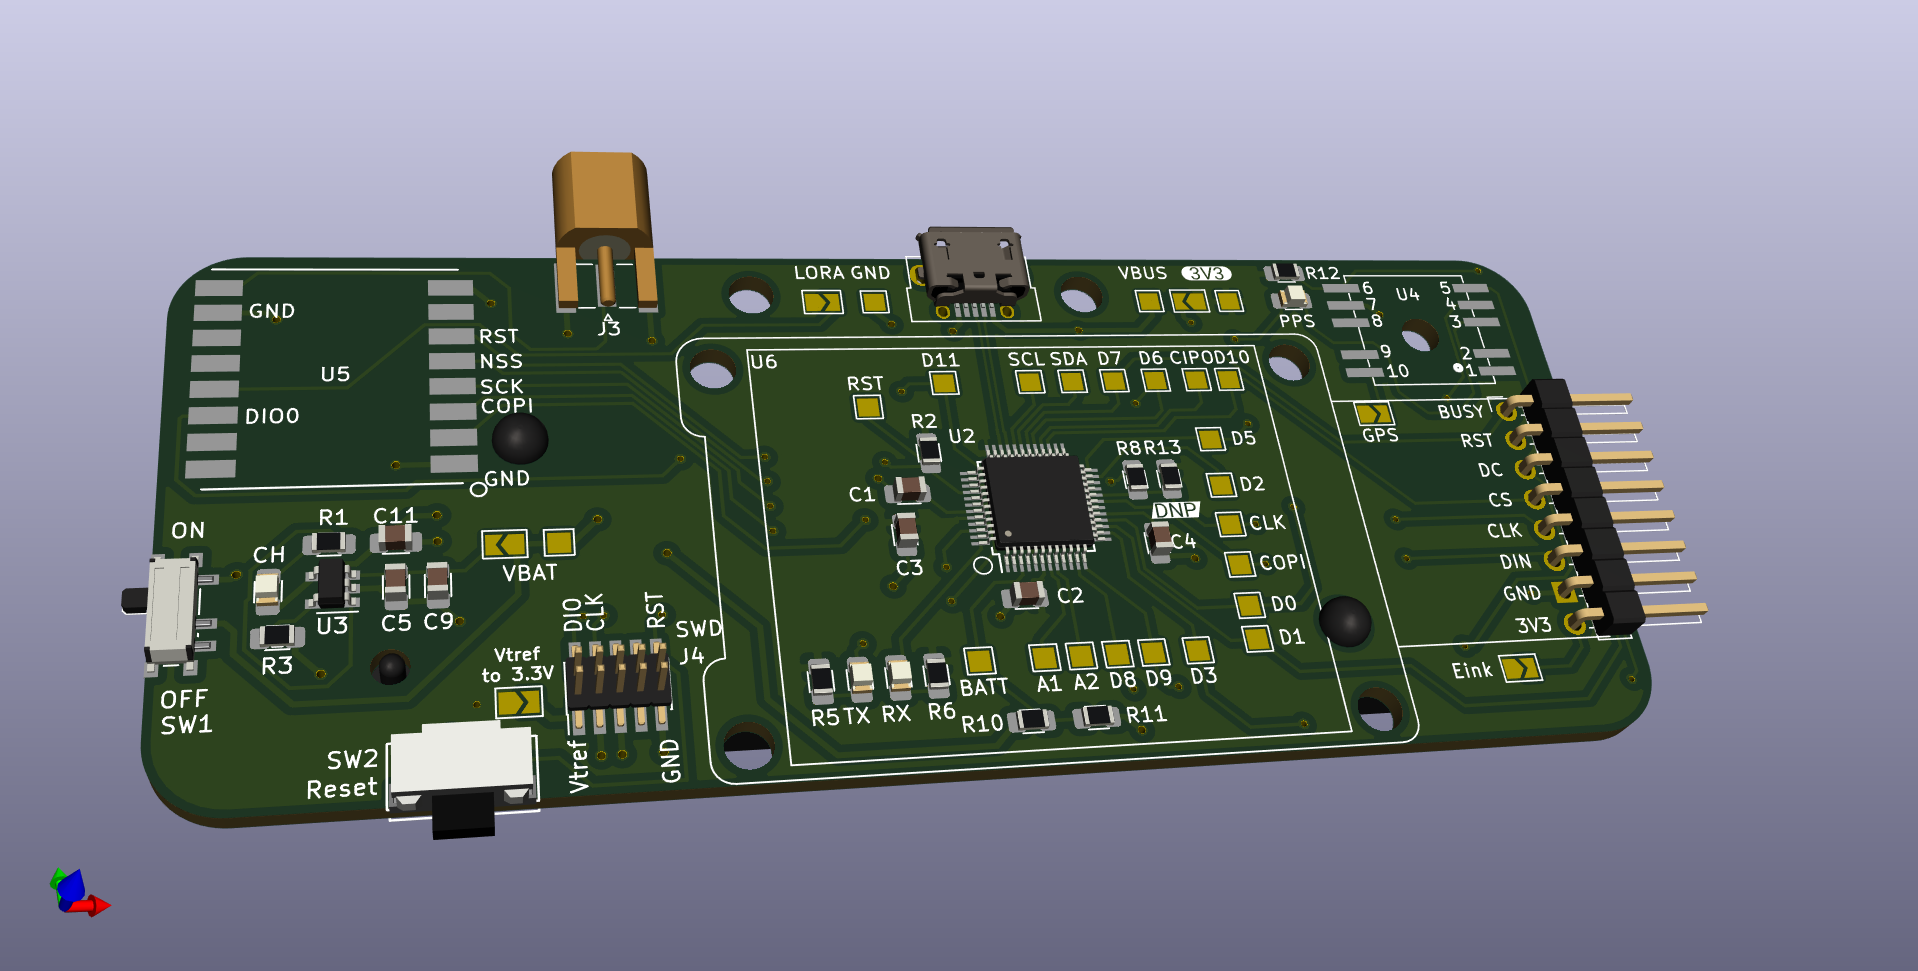 LORA GND
VBUS 3V3
R12
PPS
6 5
U4
7 4
8 3
9 2
10 1
GND
J3
RST
NSS
U5
SCK
COPI
DIO0
GND
U6
D11
SCL SDA D7 D6 CIPO D10
RST
GPS
BUSY
RST
DC
CS
CLK
DIN
GND
3V3
Eink
R2
U2
R8 R13
D5
D2
C1
DNP
CLK
C4
C3
COPI
C2
D0
D1
ON
R1
C11
CH
VBAT
U3
C5
C9
R3
DIO
CLK
RST
SWD
J4
Vtref
to 3.3V
OFF
SW1
SW2
Reset
Vtref
GND
R5 TX RX R6
BATT
A1 A2 D8 D9 D3
R10
R11